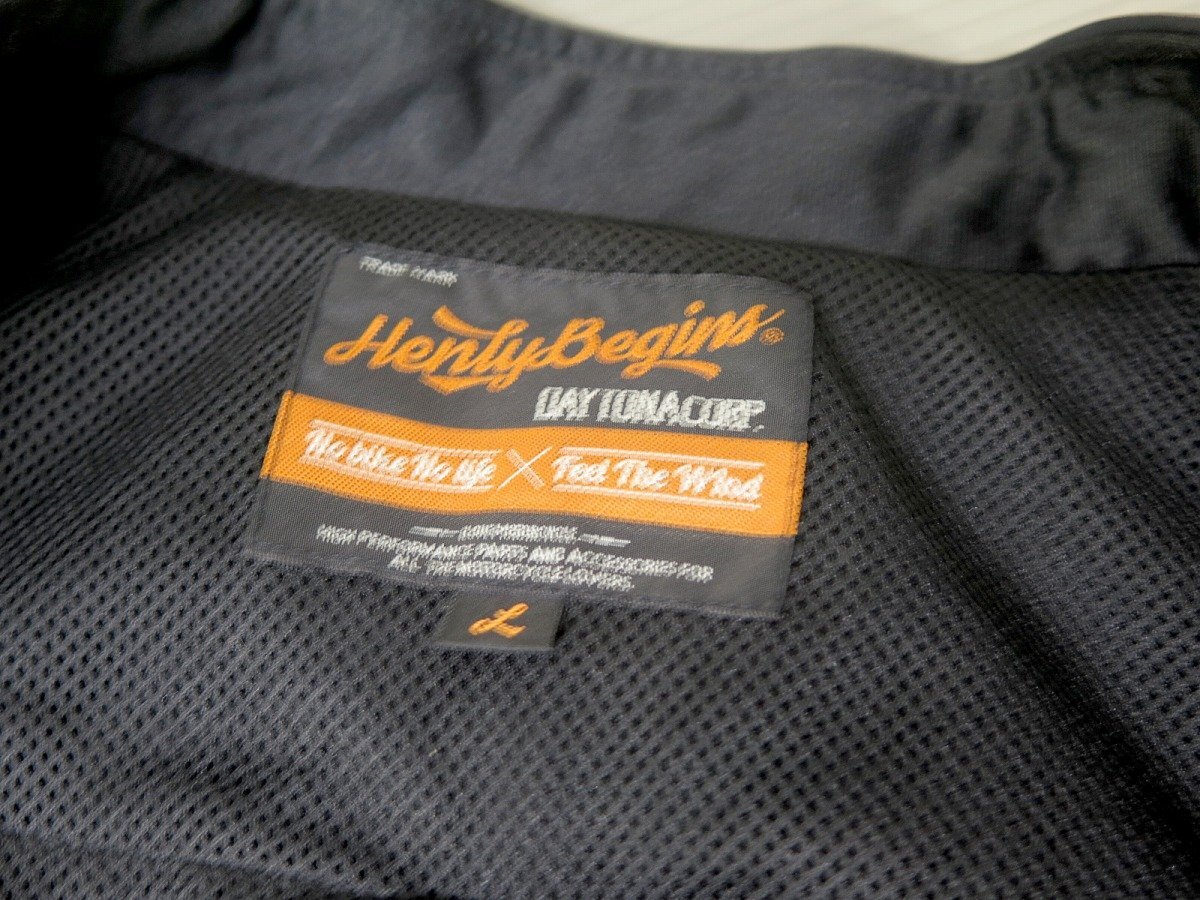 TRADE MARK
HenlyBegins®
DAYTONACORP.
No bike No life × Feel The Wind
HIGH PERFORMANCE PARTS AND ACCESSORIES FOR
ALL THE MOTORCYCLE LOVERS.
L